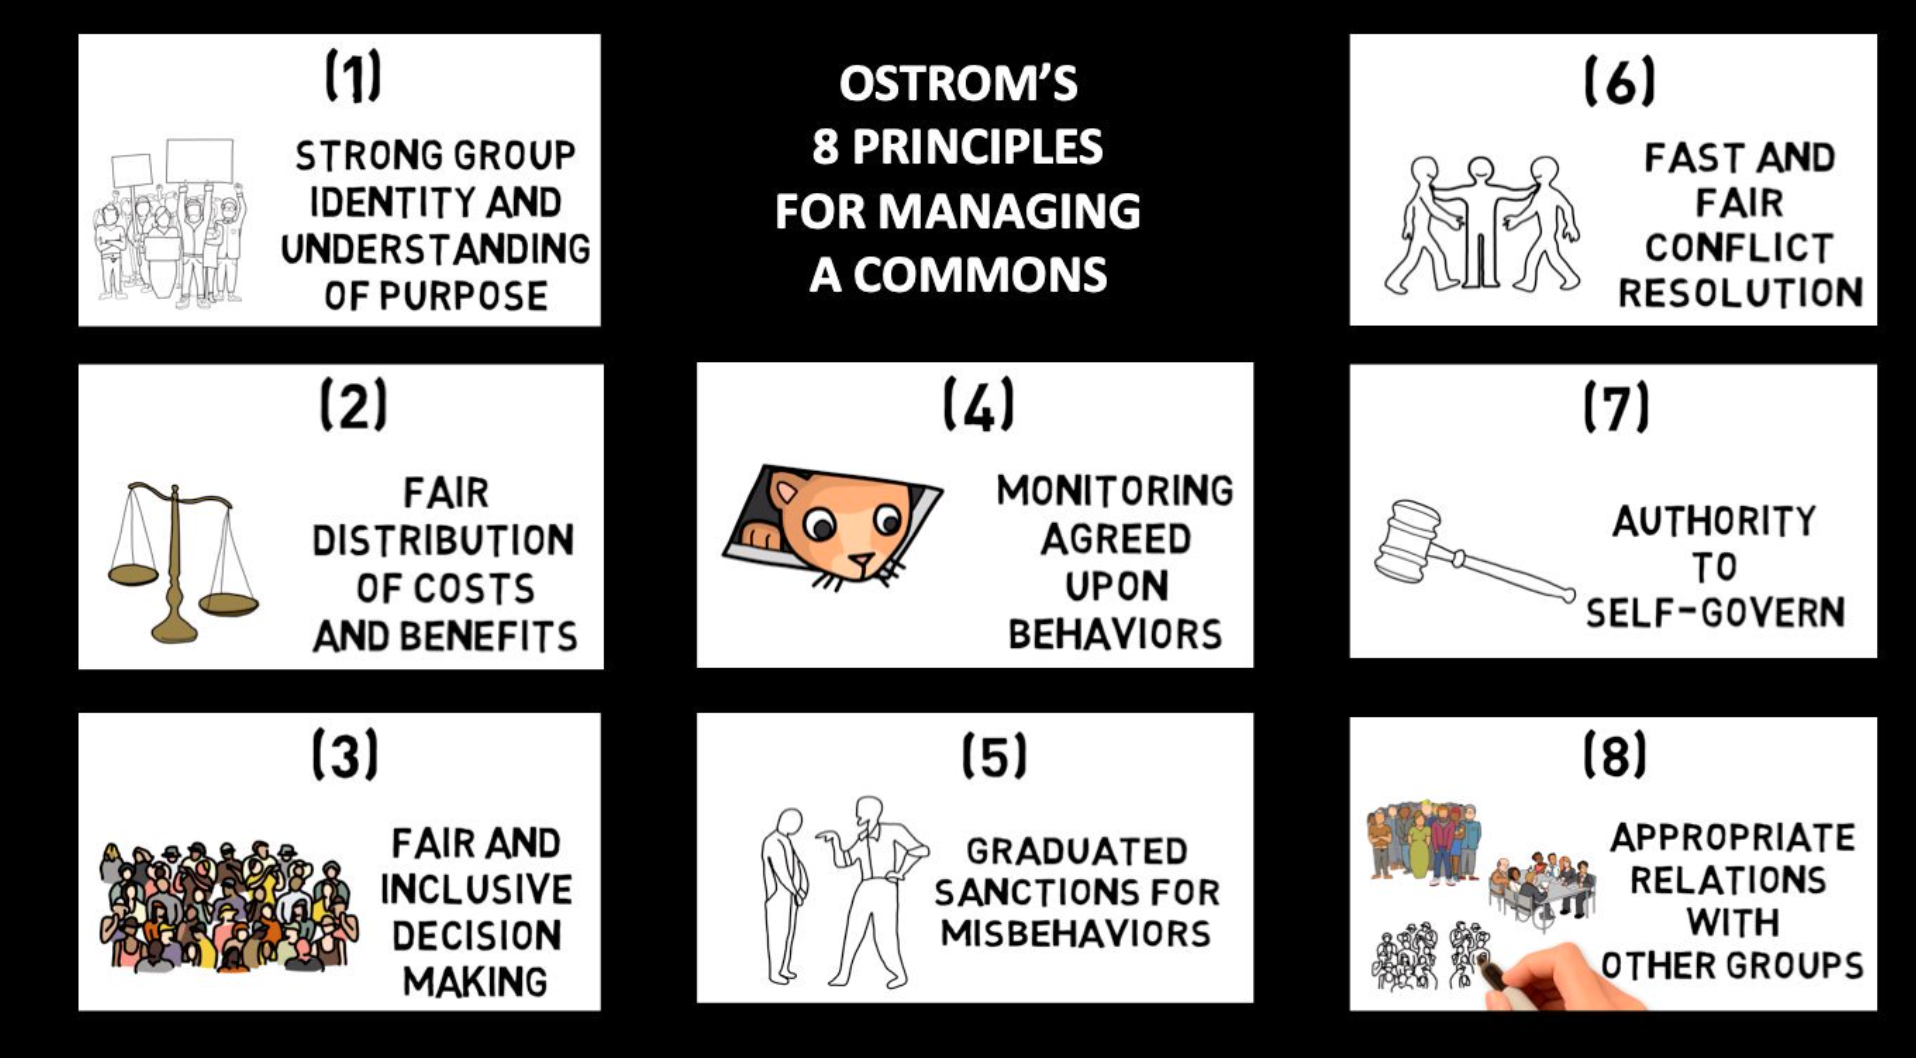 OSTROM'S
8 PRINCIPLES
FOR MANAGING
A COMMONS
(1)
STRONG GROUP
IDENTITY AND
UNDERSTANDING
OF PURPOSE
(2)
FAIR
DISTRIBUTION
OF COSTS
AND BENEFITS
(3)
FAIR AND
INCLUSIVE
DECISION
MAKING
(4)
MONITORING
AGREED
UPON
BEHAVIORS
(5)
GRADUATED
SANCTIONS FOR
MISBEHAVIORS
(6)
FAST AND
FAIR
CONFLICT
RESOLUTION
(7)
AUTHORITY
TO
SELF-GOVERN
(8)
APPROPRIATE
RELATIONS
WITH
OTHER GROUPS